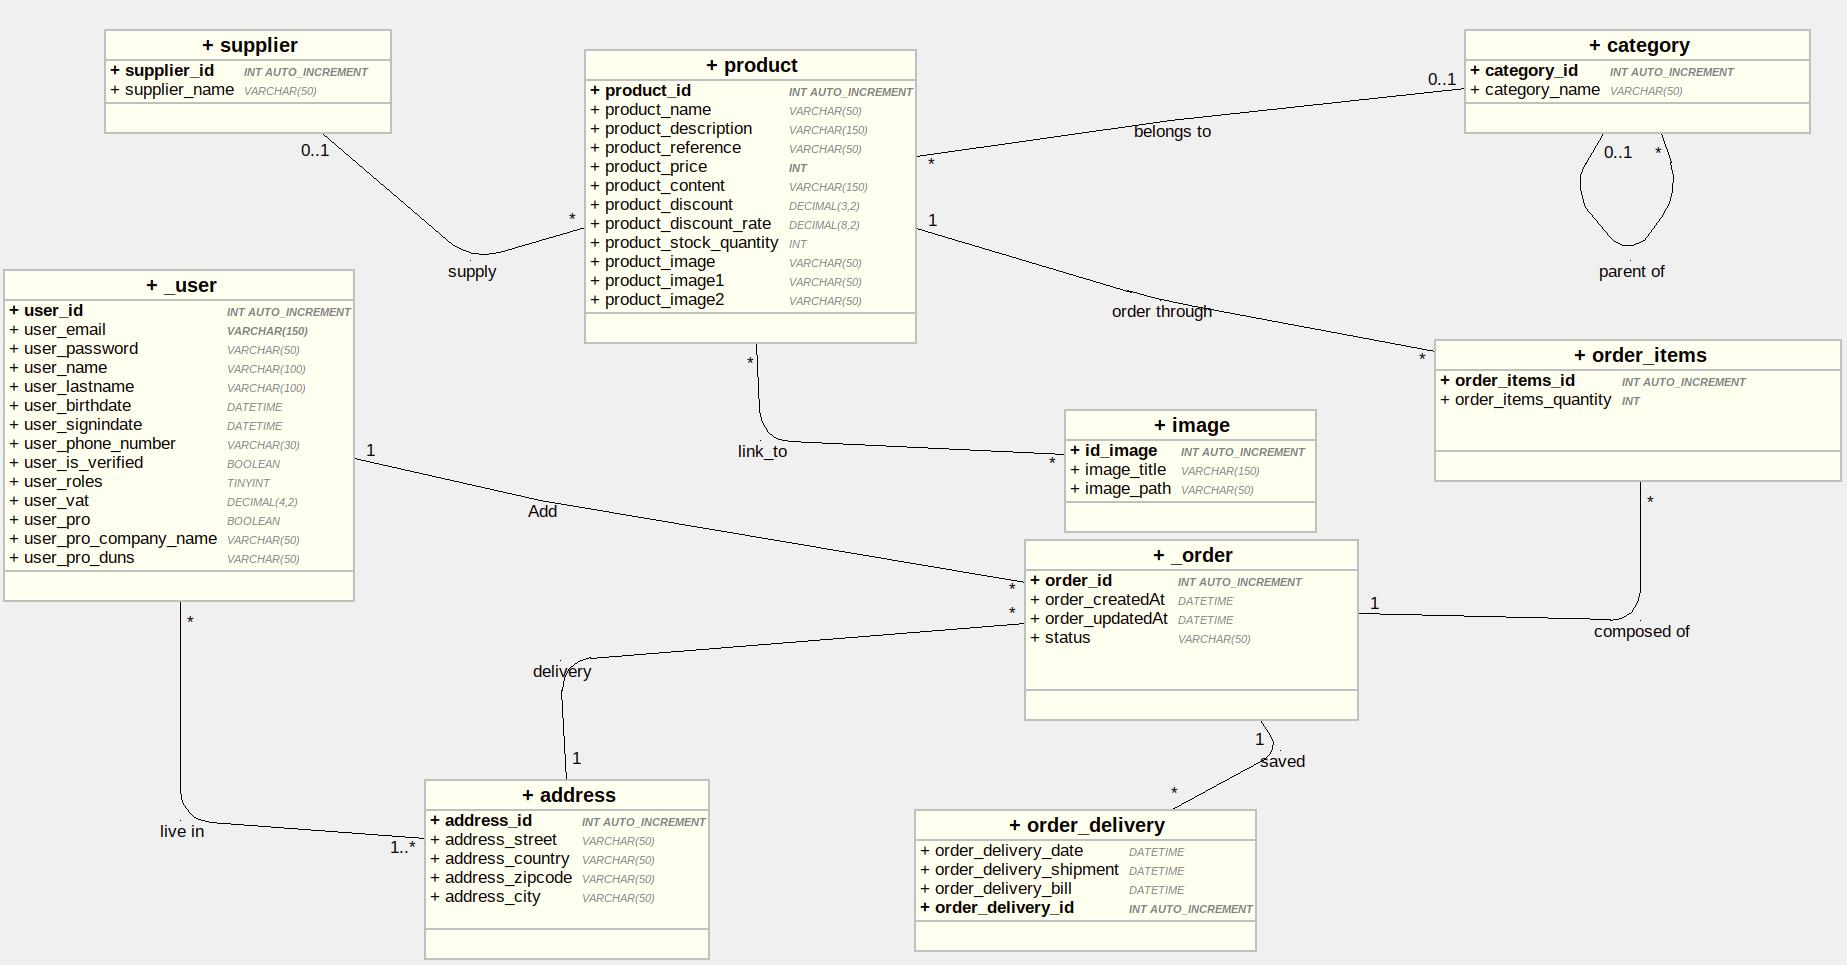 + supplier
+ supplier_id INT AUTO_INCREMENT
+ supplier_name VARCHAR(50)
0..1
supply
*
+ product
+ product_id INT AUTO_INCREMENT
+ product_name VARCHAR(50)
+ product_description VARCHAR(150)
+ product_reference VARCHAR(50)
+ product_price INT
+ product_content VARCHAR(150)
+ product_discount DECIMAL(3,2)
+ product_discount_rate DECIMAL(8,2)
+ product_stock_quantity INT
+ product_image VARCHAR(50)
+ product_image1 VARCHAR(50)
+ product_image2 VARCHAR(50)
*
belongs to
0..1
+ category
+ category_id INT AUTO_INCREMENT
+ category_name VARCHAR(50)
0..1 *
parent of
1
order through
*
+ order_items
+ order_items_id INT AUTO_INCREMENT
+ order_items_quantity INT
*
composed of
1
*
link_to
*
+ image
+ id_image INT AUTO_INCREMENT
+ image_title VARCHAR(150)
+ image_path VARCHAR(50)
+ _user
+ user_id INT AUTO_INCREMENT
+ user_email VARCHAR(150)
+ user_password VARCHAR(50)
+ user_name VARCHAR(100)
+ user_lastname VARCHAR(100)
+ user_birthdate DATETIME
+ user_signindate DATETIME
+ user_phone_number VARCHAR(30)
+ user_is_verified BOOLEAN
+ user_roles TINYINT
+ user_vat DECIMAL(4,2)
+ user_pro BOOLEAN
+ user_pro_company_name VARCHAR(50)
+ user_pro_duns VARCHAR(50)
1
Add
*
+ _order
+ order_id INT AUTO_INCREMENT
+ order_createdAt DATETIME
+ order_updatedAt DATETIME
+ status VARCHAR(50)
*
delivery
1
*
live in
1..*
+ address
+ address_id INT AUTO_INCREMENT
+ address_street VARCHAR(50)
+ address_country VARCHAR(50)
+ address_zipcode VARCHAR(50)
+ address_city VARCHAR(50)
1
saved
*
+ order_delivery
+ order_delivery_date DATETIME
+ order_delivery_shipment DATETIME
+ order_delivery_bill DATETIME
+ order_delivery_id INT AUTO_INCREMENT